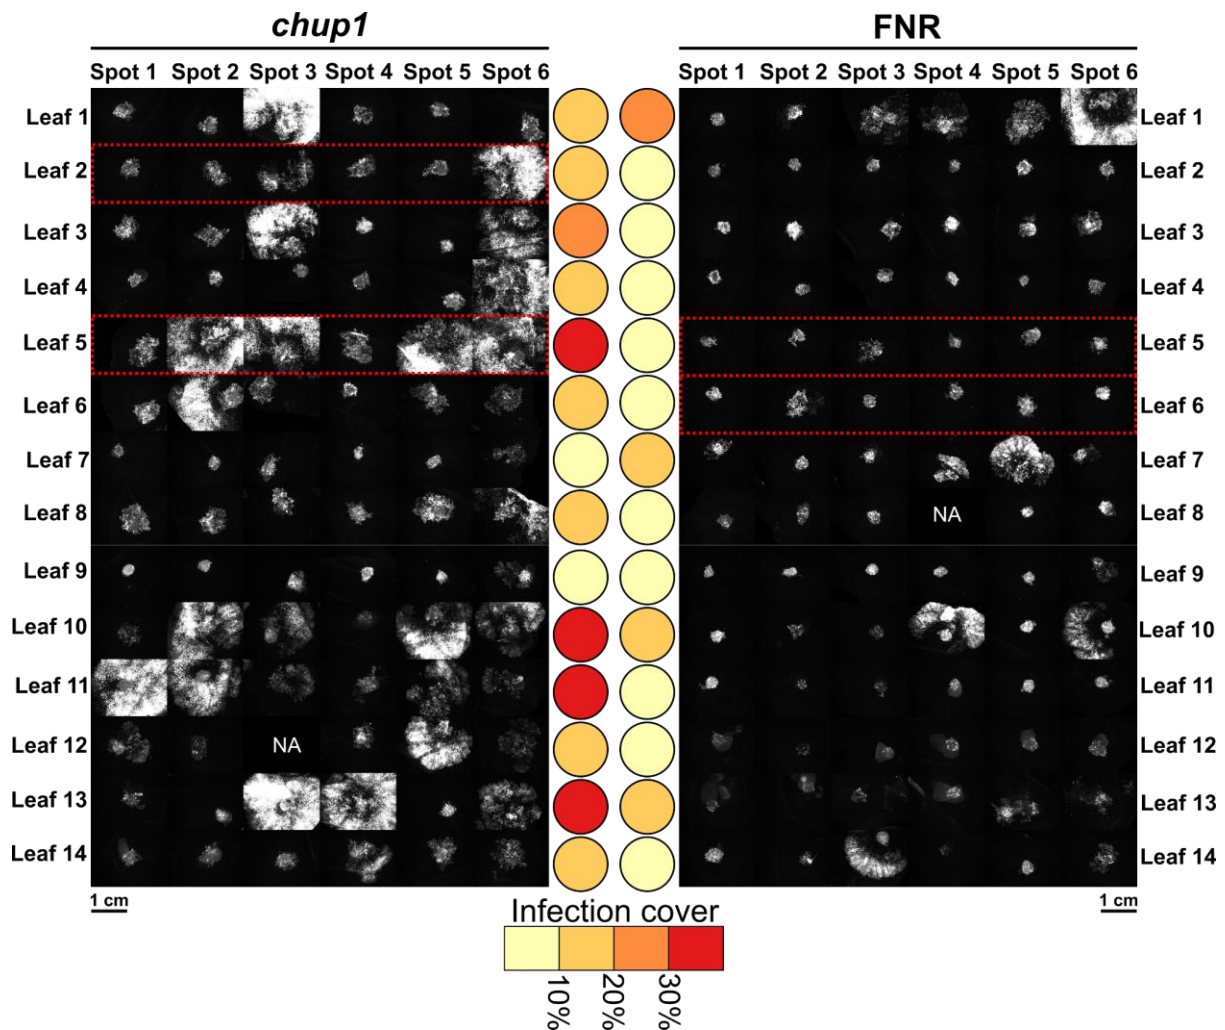 chup1 FNR
Spot 1 Spot 2 Spot 3 Spot 4 Spot 5 Spot 6 Spot 1 Spot 2 Spot 3 Spot 4 Spot 5 Spot 6
Leaf 1 Leaf 1
Leaf 2 Leaf 2
Leaf 3 Leaf 3
Leaf 4 Leaf 4
Leaf 5 Leaf 5
Leaf 6 Leaf 6
Leaf 7 Leaf 7
Leaf 8 NA Leaf 8
Leaf 9 Leaf 9
Leaf 10 Leaf 10
Leaf 11 Leaf 11
Leaf 12 NA Leaf 12
Leaf 13 Leaf 13
Leaf 14 Leaf 14
1 cm 1 cm
Infection cover
10% 20% 30%